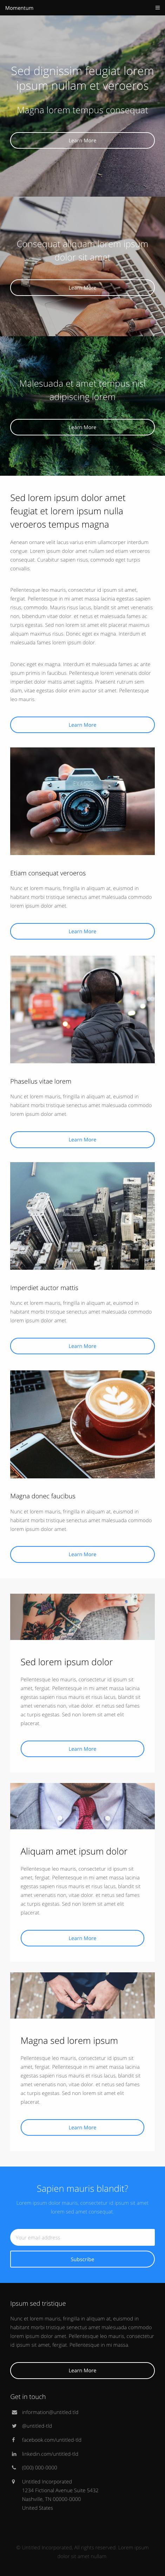 Momentum
Sed dignissim feugiat lorem
ipsum nullam et veroeros
Magna lorem tempus consequat
Learn More
Consequat aliquam lorem ipsum
dolor sit amet
Learn More
Malesuada et amet tempus nisl
adipiscing lorem
Learn More
Sed lorem ipsum dolor amet
feugiat et lorem ipsum nulla
veroeros tempus magna
Aenean ornare velit lacus varius enim ullamcorper interdum
congue. Lorem ipsum dolor amet nullam sed etiam veroeros
consequat. Curabitur sapien risus, commodo eget turpis
convallis.
Pellentesque leo mauris, consectetur id ipsum sit amet,
fergiat. Pellentesque in mi amet massa lacinia egestas sapien
risus, commodo. Mauris risus lacus, blandit sit amet venenatis
non, bibendum vitae dolor. et netus et malesuada fames ac
turpis egestas. Sed non lorem sit amet elit placerat maximus
aliquam maximus risus. Donec eget ex magna. Interdum et
malesuada fames lorem ipsum dolor.
Donec eget ex magna. Interdum et malesuada fames ac ante
ipsum primis in faucibus. Pellentesque lorem venenatis dolor
imperdiet dolor mattis amet sagittis. Praesent rutrum sem
diam, vitae egestas dolor enim auctor sit amet. Pellentesque
leo mauris.
Learn More
Etiam consequat veroeros
Nunc et lorem mauris, fringilla in aliquam at, euismod in
habitant morbi tristique senectus amet malesuada commodo
lorem ipsum dolor amet.
Learn More
Phasellus vitae lorem
Nunc et lorem mauris, fringilla in aliquam at, euismod in
habitant morbi tristique senectus amet malesuada commodo
lorem ipsum dolor amet.
Learn More
Imperdiet auctor mattis
Nunc et lorem mauris, fringilla in aliquam at, euismod in
habitant morbi tristique senectus amet malesuada commodo
lorem ipsum dolor amet.
Learn More
Magna donec faucibus
Nunc et lorem mauris, fringilla in aliquam at, euismod in
habitant morbi tristique senectus amet malesuada commodo
lorem ipsum dolor amet.
Learn More
Sed lorem ipsum dolor
Pellentesque leo mauris, consectetur id ipsum sit
amet, fergiat. Pellentesque in mi amet massa lacinia
egestas sapien risus mauris et risus lacus, blandit sit
amet venenatis non, vitae dolor. et netus sed fames
ac turpis egestas. Sed non lorem sit amet elit
placerat.
Learn More
Aliquam amet ipsum dolor
Pellentesque leo mauris, consectetur id ipsum sit
amet, fergiat. Pellentesque in mi amet massa lacinia
egestas sapien risus mauris et risus lacus, blandit sit
amet venenatis non, vitae dolor. et netus sed fames
ac turpis egestas. Sed non lorem sit amet elit
placerat.
Learn More
Magna sed lorem ipsum
Pellentesque leo mauris, consectetur id ipsum sit
amet, fergiat. Pellentesque in mi amet massa lacinia
egestas sapien risus mauris et risus lacus, blandit sit
amet venenatis non, vitae dolor. et netus sed fames
ac turpis egestas. Sed non lorem sit amet elit
placerat.
Learn More
Sapien mauris blandit?
Lorem ipsum dolor mauris, consectetur id ipsum sit amet
lorem sed amet consequat.
Your email address
Subscribe
Ipsum sed tristique
Nunc et lorem mauris, fringilla in aliquam at, euismod in
habitant morbi tristique senectus amet malesuada commodo
lorem ipsum dolor amet. Pellentesque leo mauris, consectetur
id ipsum sit amet, fergiat. Pellentesque in mi massa.
Learn More
Get in touch
information@untitled.tld
@untitled-tld
facebook.com/untitled-tld
linkedin.com/untitled-tld
(000) 000-0000
Untitled Incorporated
1234 Fictional Avenue Suite 5432
Nashville, TN 00000-0000
United States
© Untitled Incorporated. All rights reserved. Lorem ipsum
dolor sit amet nullam.